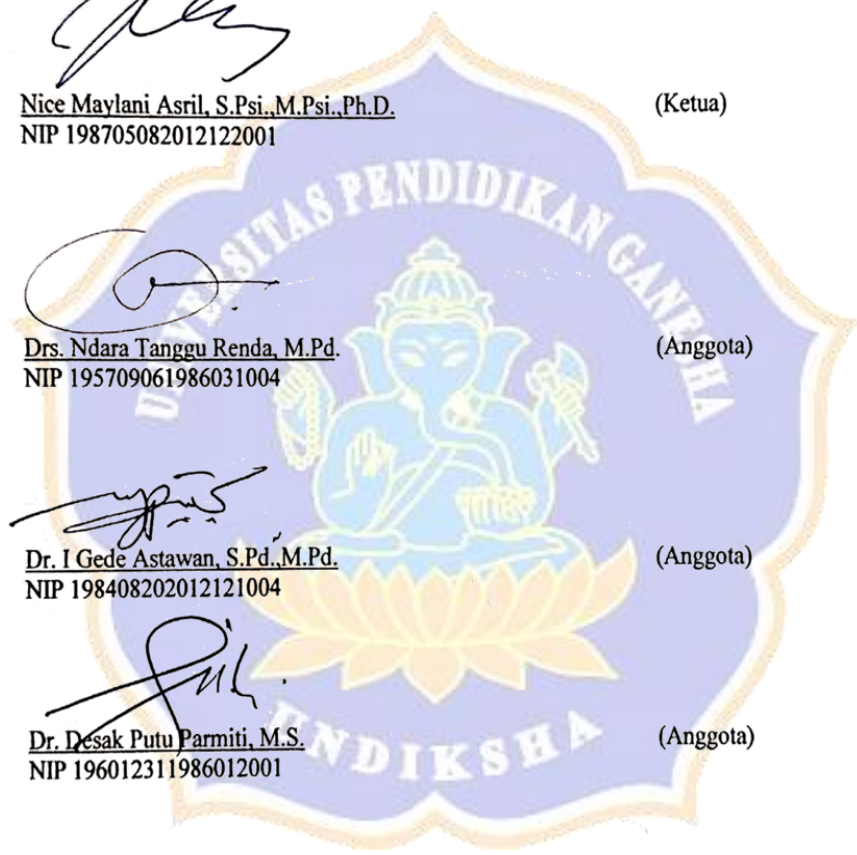 Nice Maylani Asril, S.Psi.,M.Psi.,Ph.D. (Ketua)
NIP 198705082012122001
UNIVERSITAS PENDIDIKAN GANESHA
Drs. Ndara Tanggu Renda, M.Pd. (Anggota)
NIP 195709061986031004
Dr. I Gede Astawan, S.Pd.,M.Pd. (Anggota)
NIP 198408202012121004
Dr. Desak Putu Parmiti, M.S. (Anggota)
NIP 196012311986012001
UNDIKSHA